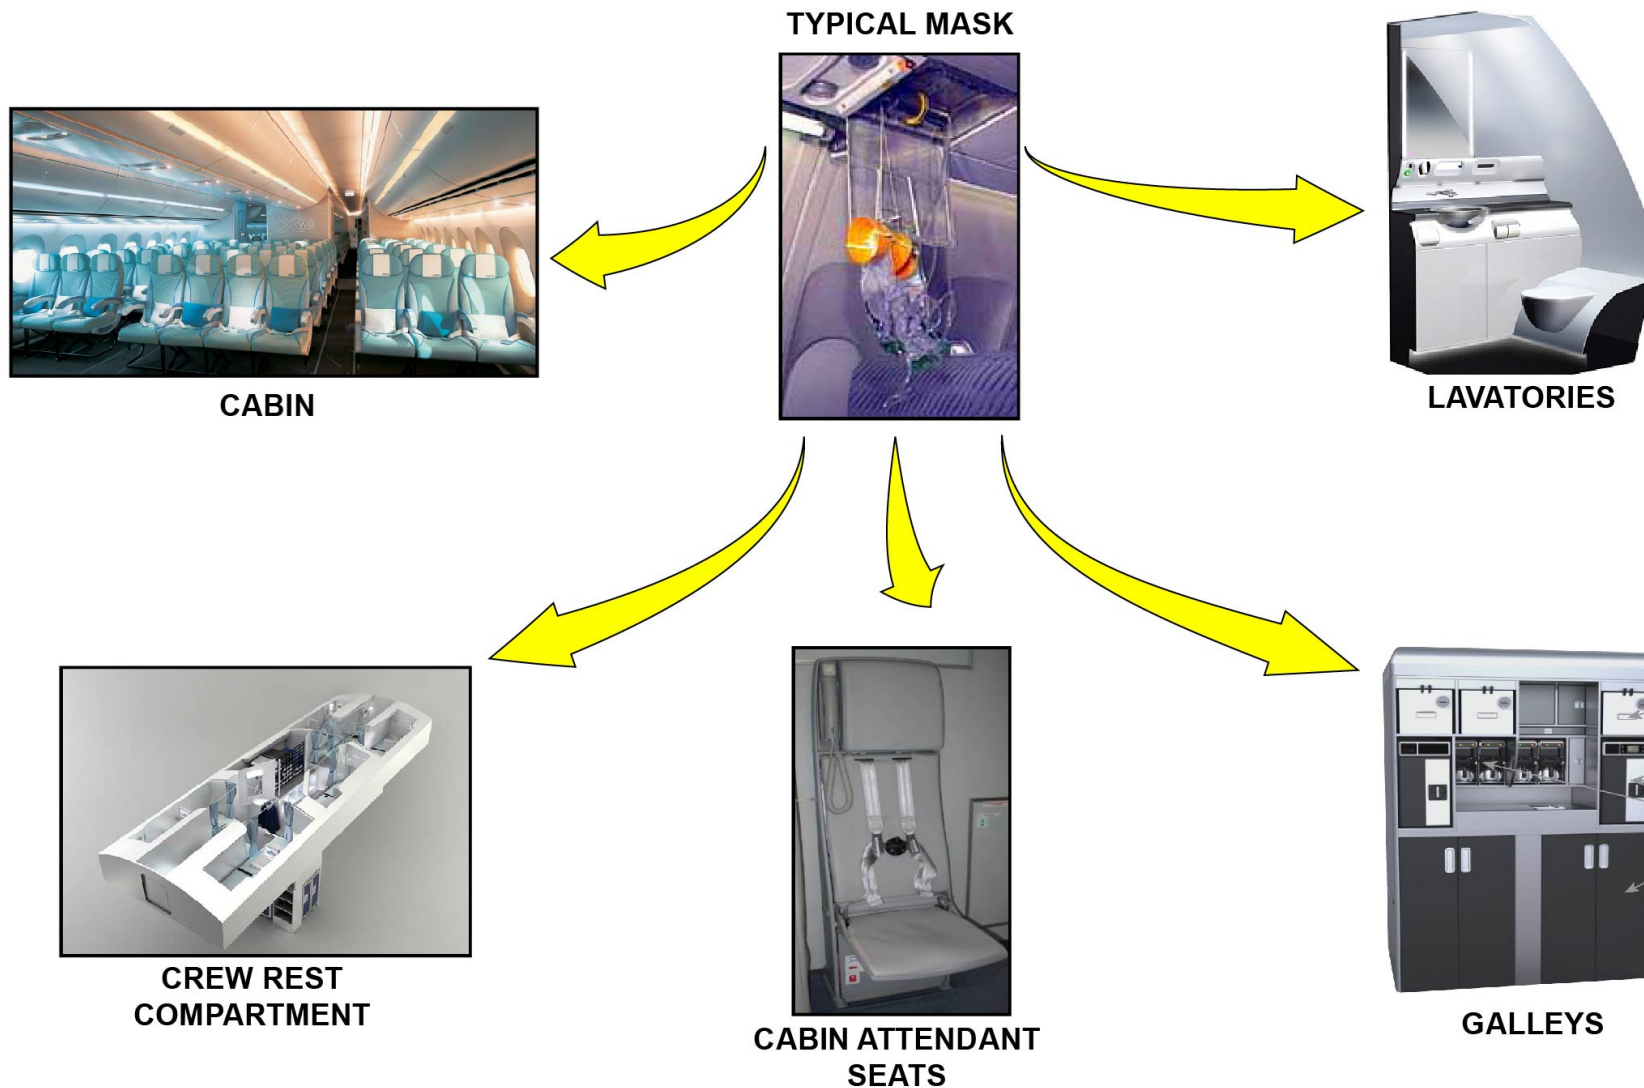 TYPICAL MASK
CABIN
LAVATORIES
CREW REST
COMPARTMENT
CABIN ATTENDANT
SEATS
GALLEYS